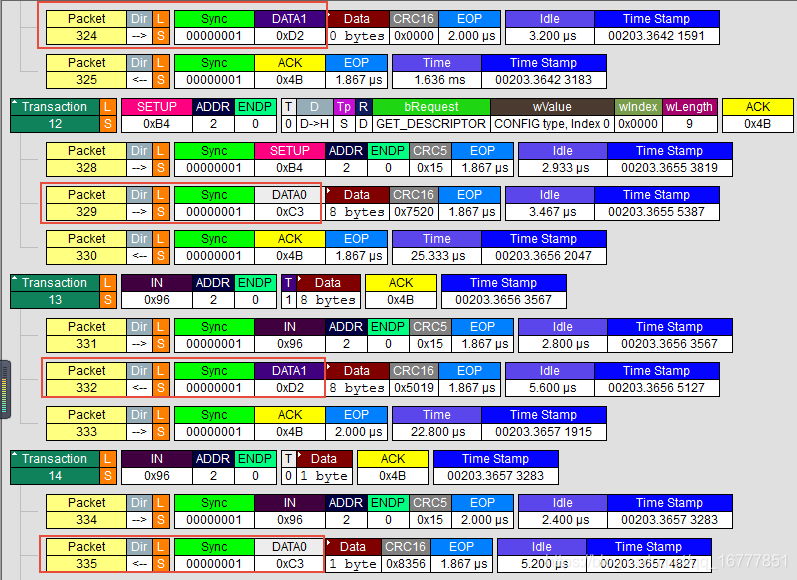 Packet Dir L Sync DATA1 Data CRC16 EOP Idle Time Stamp
324 --> S 00000001 0xD2 0 bytes 0x0000 2.000 µs 3.200 µs 00203.3642 1591
Packet Dir L Sync ACK EOP Time Time Stamp
325 <-- S 00000001 0x4B 1.867 µs 1.636 ms 00203.3642 3183
Transaction L SETUP ADDR ENDP T D Tp R bRequest wValue wIndex wLength ACK
12 S 0xB4 2 0 0 D->H S D GET_DESCRIPTOR CONFIG type, Index 0 0x0000 9 0x4B
Packet Dir L Sync SETUP ADDR ENDP CRC5 EOP Idle Time Stamp
328 --> S 00000001 0xB4 2 0 0x15 1.867 µs 2.933 µs 00203.3655 3819
Packet Dir L Sync DATA0 Data CRC16 EOP Idle Time Stamp
329 --> S 00000001 0xC3 8 bytes 0x7520 1.867 µs 3.467 µs 00203.3655 5387
Packet Dir L Sync ACK EOP Time Time Stamp
330 <-- S 00000001 0x4B 1.867 µs 25.333 µs 00203.3656 2047
Transaction L IN ADDR ENDP T Data ACK Time Stamp
13 S 0x96 2 0 1 8 bytes 0x4B 00203.3656 3567
Packet Dir L Sync IN ADDR ENDP CRC5 EOP Idle Time Stamp
331 --> S 00000001 0x96 2 0 0x15 1.867 µs 2.800 µs 00203.3656 3567
Packet Dir L Sync DATA1 Data CRC16 EOP Idle Time Stamp
332 <-- S 00000001 0xD2 8 bytes 0x5019 1.867 µs 5.600 µs 00203.3656 5127
Packet Dir L Sync ACK EOP Time Time Stamp
333 --> S 00000001 0x4B 2.000 µs 22.800 µs 00203.3657 1915
Transaction L IN ADDR ENDP T Data ACK Time Stamp
14 S 0x96 2 0 0 1 byte 0x4B 00203.3657 3283
Packet Dir L Sync IN ADDR ENDP CRC5 EOP Idle Time Stamp
334 --> S 00000001 0x96 2 0 0x15 2.000 µs 2.400 µs 00203.3657 3283
Packet Dir L Sync DATA0 Data CRC16 EOP Idle Time Stamp
335 <-- S 00000001 0xC3 1 byte 0x8356 1.867 µs 5.200 µs 00203.3657 4827